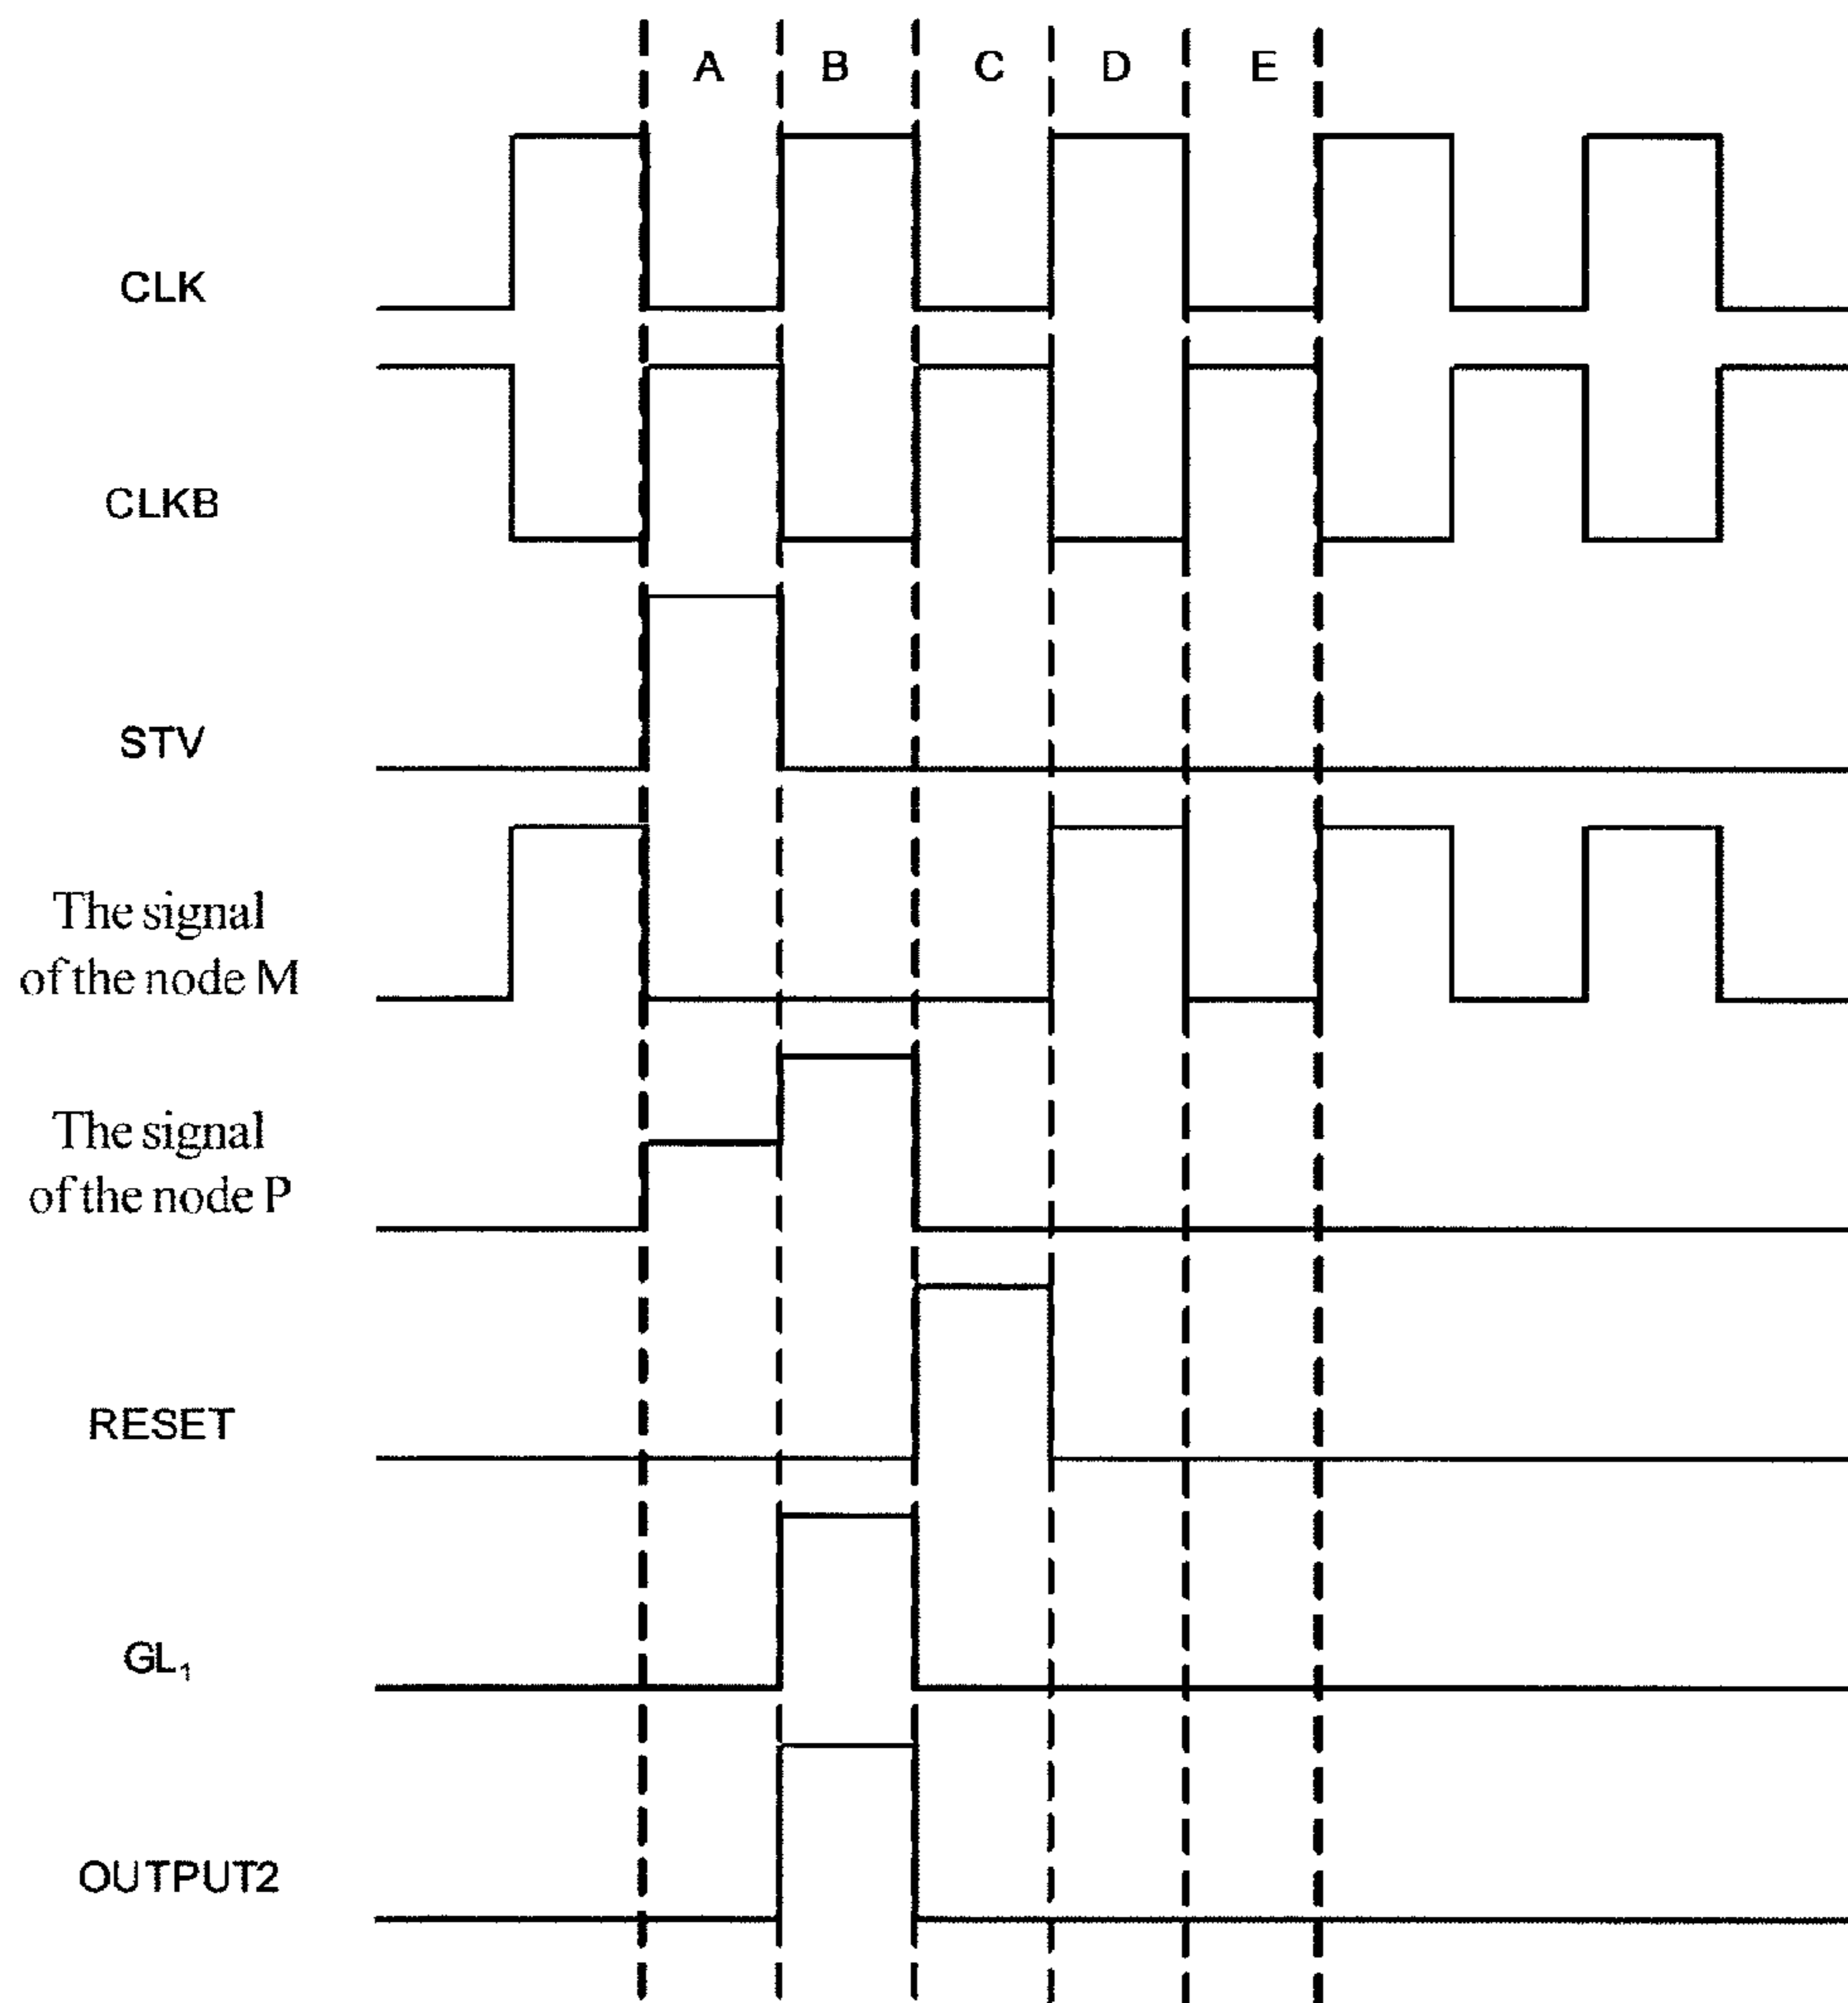 A B C D E
CLK
CLKB
STV
The signal
of the node M
The signal
of the node P
RESET
GL₁
OUTPUT2